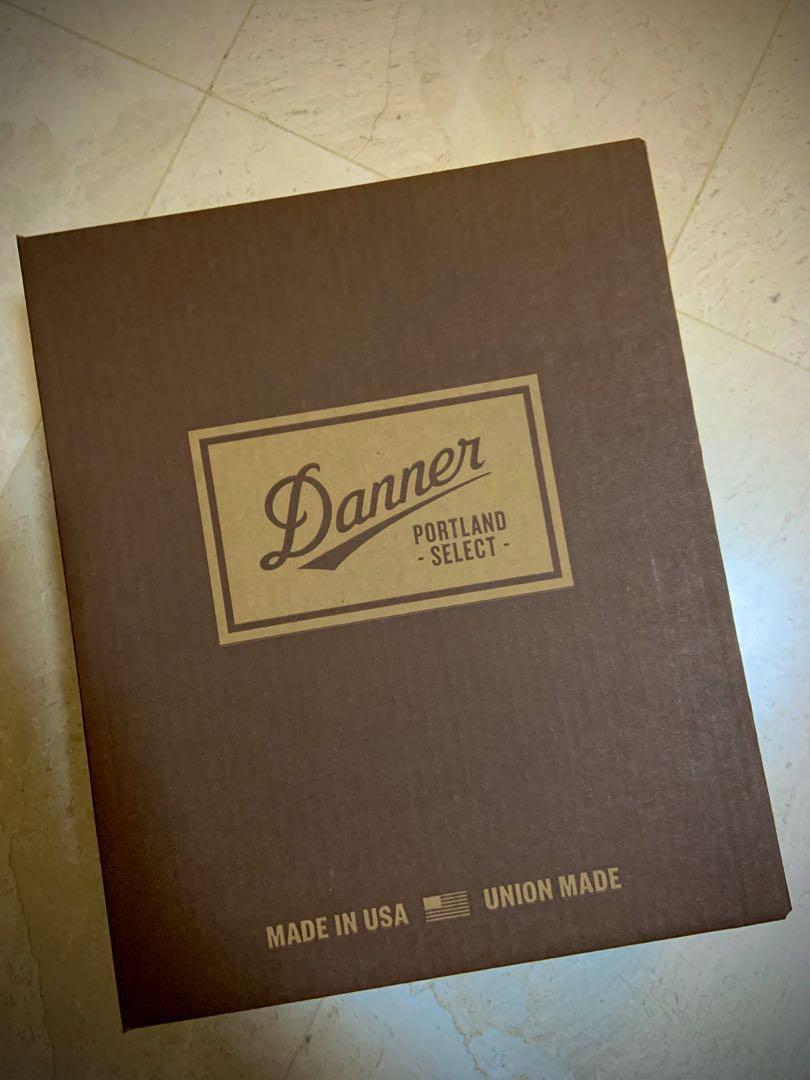 Danner
PORTLAND
- SELECT -
MADE IN USA UNION MADE